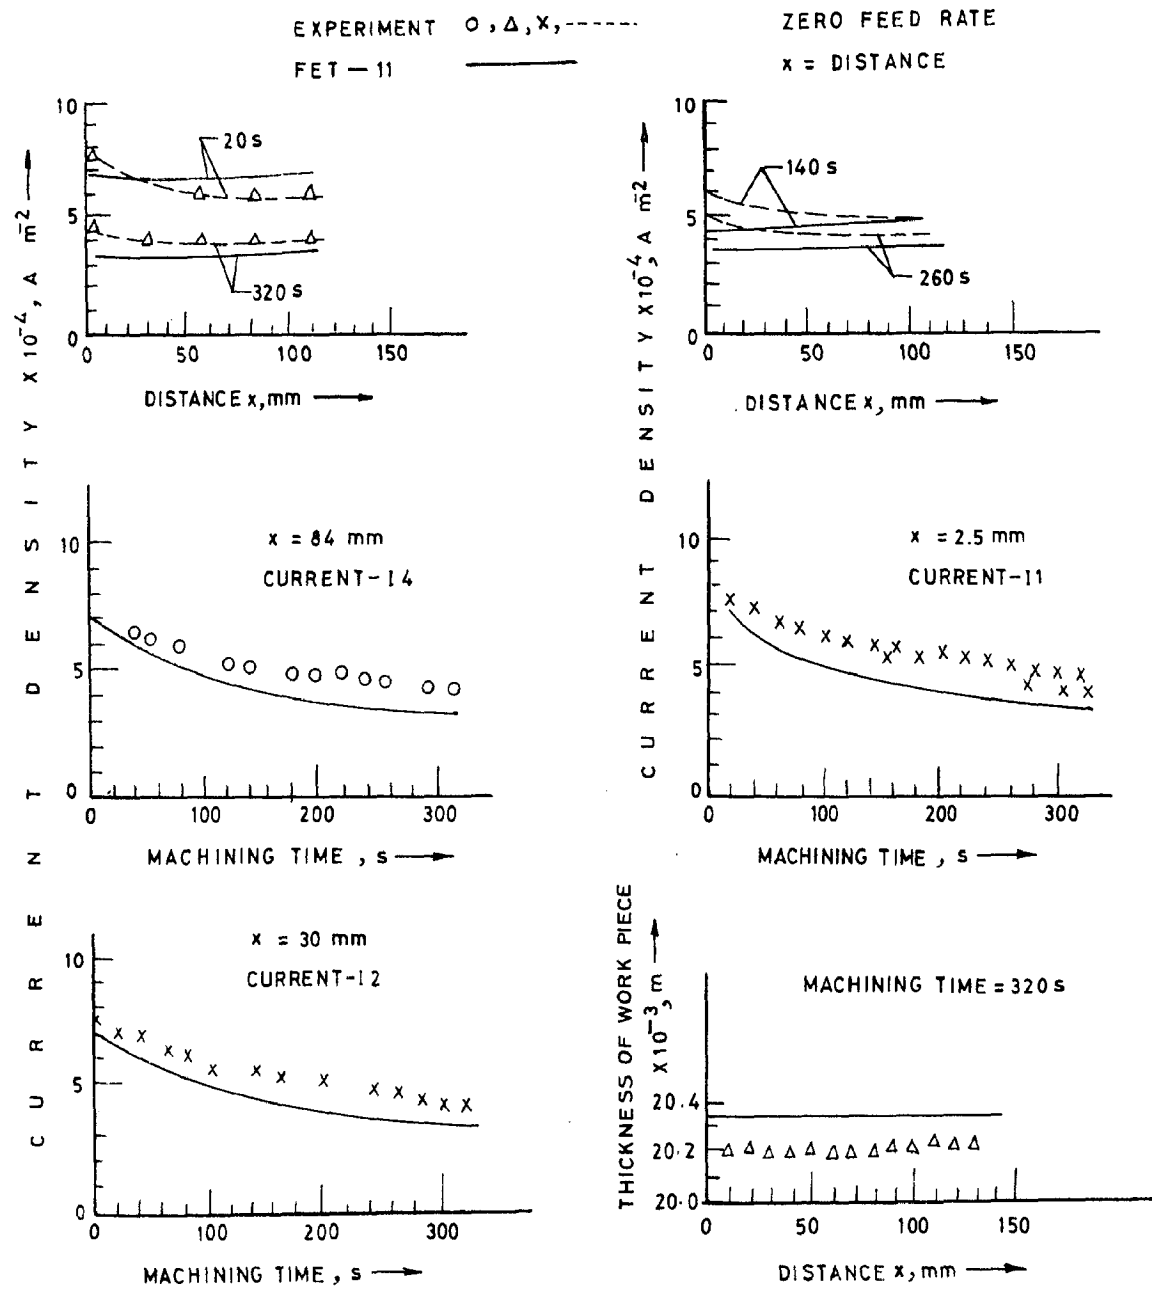 EXPERIMENT O, Δ, X, ------
FET – 11
ZERO FEED RATE
x = DISTANCE
CURRENT DENSITY X10⁻⁴, A m̄²
10
5
0
20 s
320 s
0 50 100 150
DISTANCE x, mm
CURRENT DENSITY X10⁻⁴, A m̄²
10
5
0
140 s
260 s
0 50 100 150
DISTANCE x, mm
x = 84 mm
CURRENT-I4
10
5
0
0 100 200 300
MACHINING TIME, s
x = 2.5 mm
CURRENT-I1
10
5
0
0 100 200 300
MACHINING TIME, s
x = 30 mm
CURRENT-I2
10
5
0
0 100 200 300
MACHINING TIME, s
THICKNESS OF WORK PIECE
X10⁻³, m
MACHINING TIME = 320 s
20.4
20.2
20.0
0 50 100 150
DISTANCE x, mm